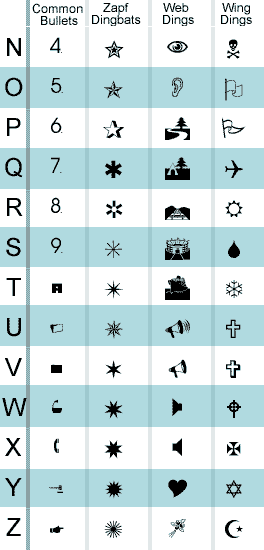 Common Bullets Zapf Dingbats Web Dings Wing Dings
N 4.
O 5.
P 6.
Q 7.
R 8.
S 9.
T
U
V
W
X
Y
Z